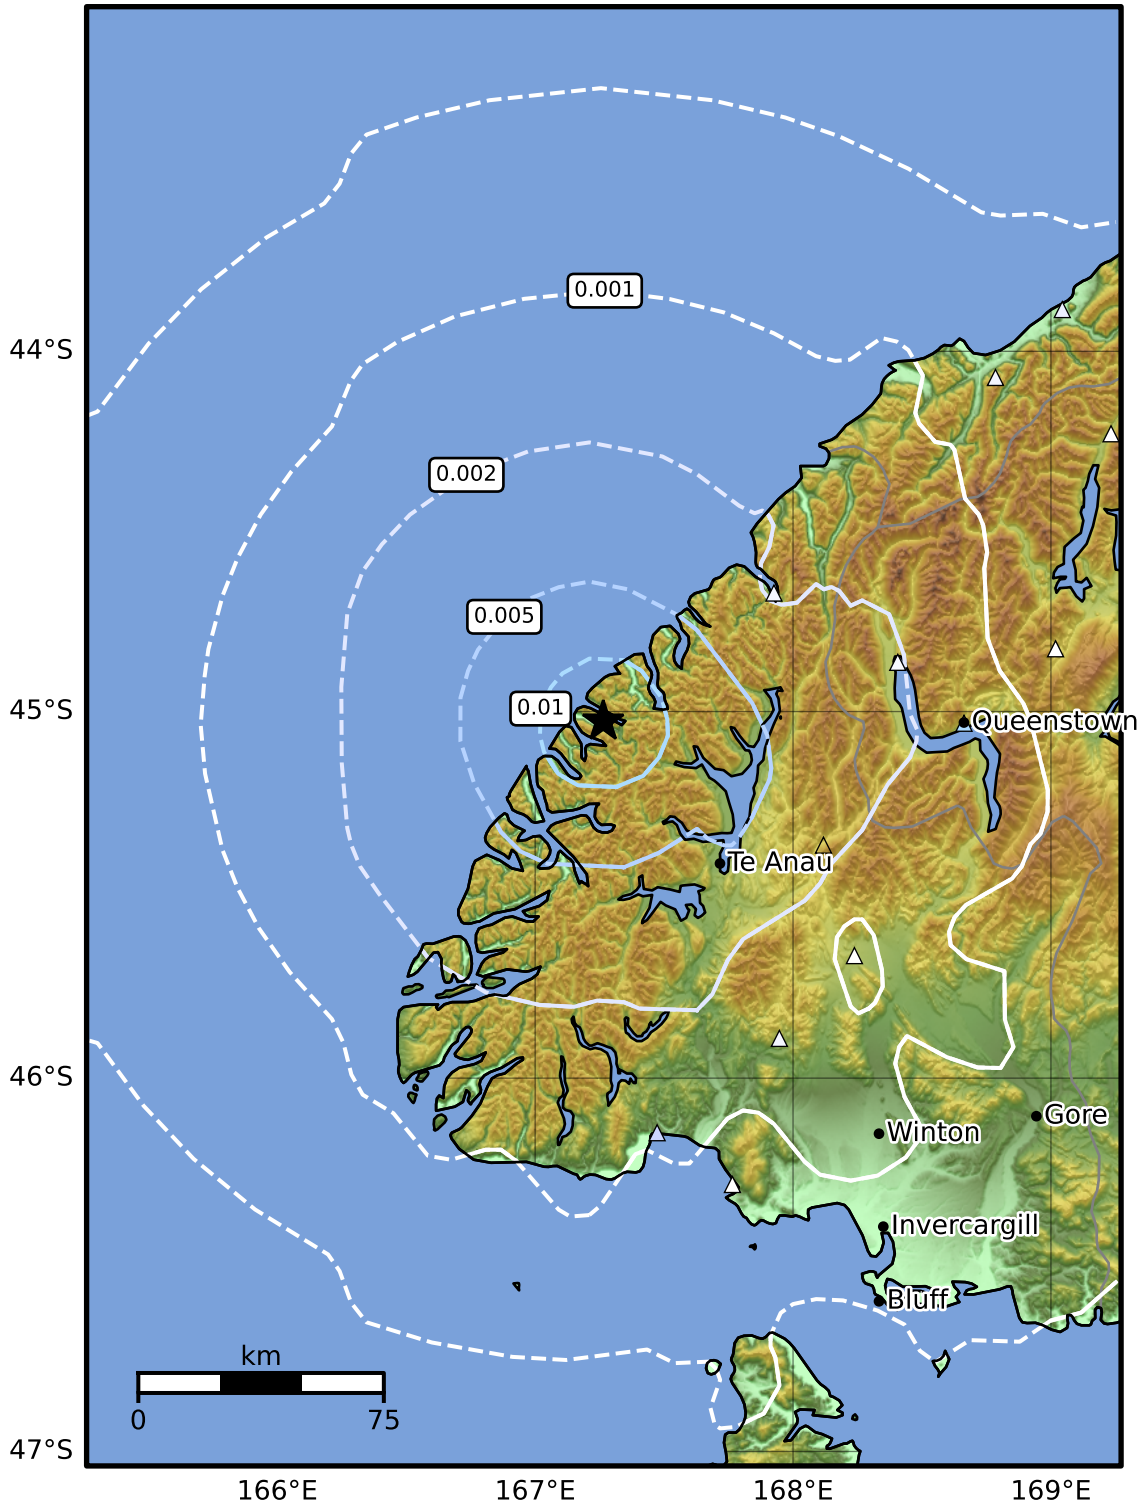 0.001
44°S
0.002
0.005
0.01
45°S
Queenstown
Te Anau
46°S
Gore
Winton
Invercargill
Bluff
km
0
75
47°S
166°E
167°E
168°E
169°E